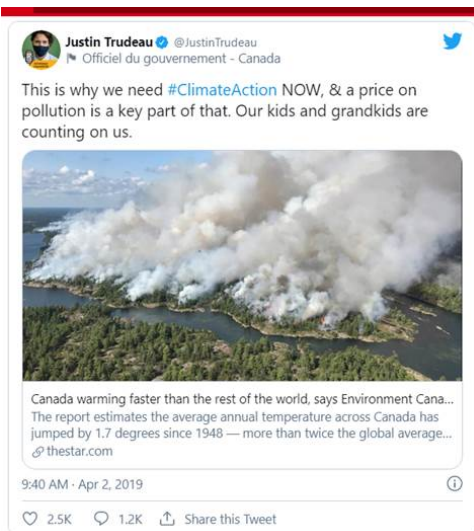 Justin Trudeau @JustinTrudeau
Officiel du gouvernement - Canada
This is why we need #ClimateAction NOW, & a price on
pollution is a key part of that. Our kids and grandkids are
counting on us.
Canada warming faster than the rest of the world, says Environment Cana...
The report estimates the average annual temperature across Canada has
jumped by 1.7 degrees since 1948 — more than twice the global average...
thestar.com
9:40 AM · Apr 2, 2019
2.5K 1.2K Share this Tweet